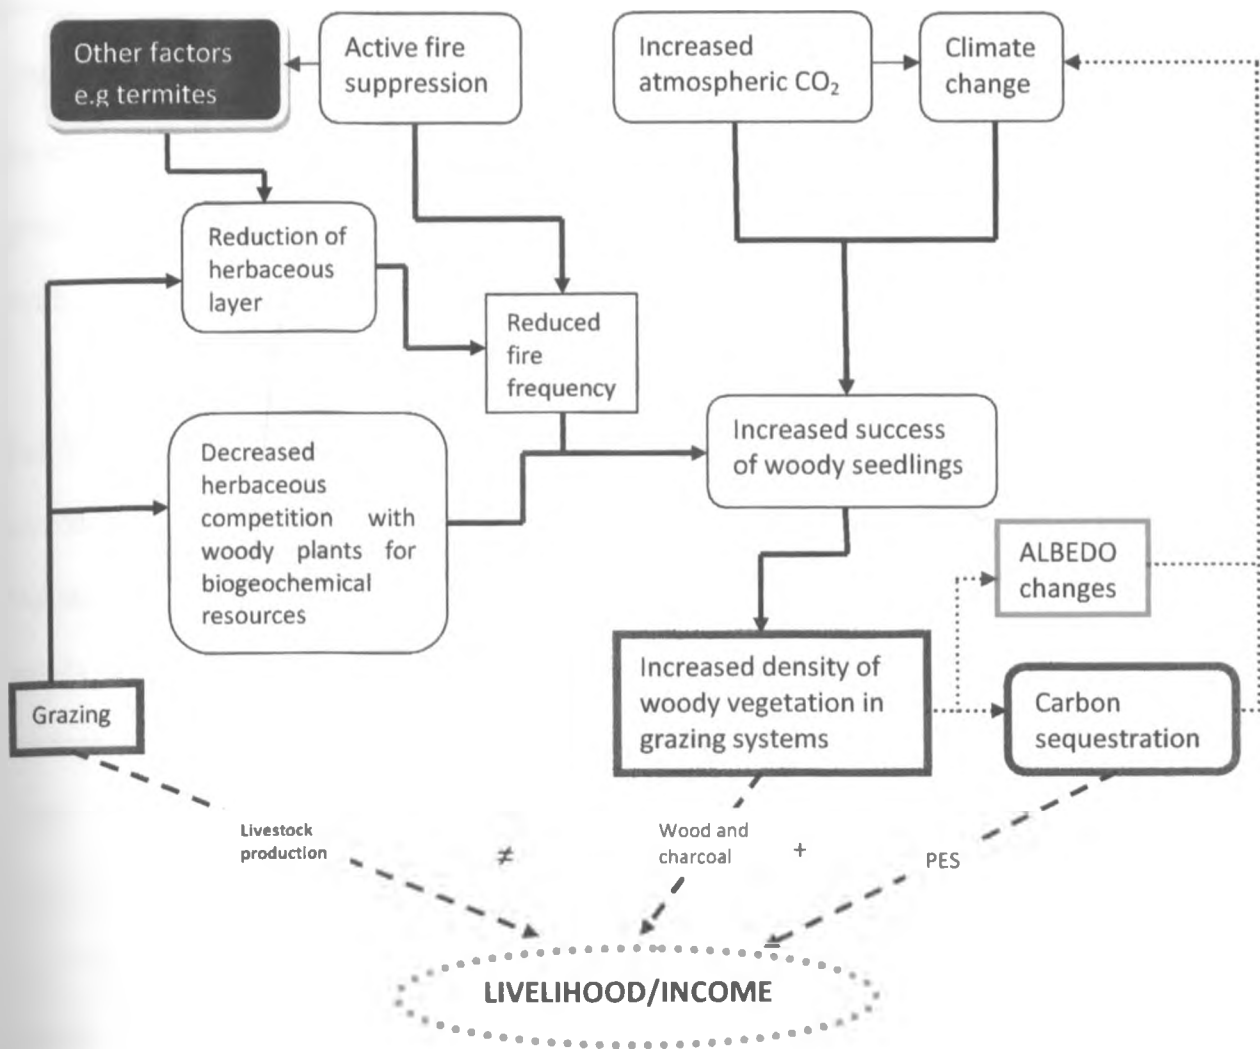 Other factors
e.g termites
Active fire
suppression
Increased
atmospheric CO₂
Climate
change
Reduction of
herbaceous
layer
Reduced
fire
frequency
Decreased
herbaceous
competition with
woody plants for
biogeochemical
resources
Increased success
of woody seedlings
ALBEDO
changes
Grazing
Increased density of
woody vegetation in
grazing systems
Carbon
sequestration
Livestock
production
≠
Wood and
charcoal
+
PES
=
LIVELIHOOD/INCOME